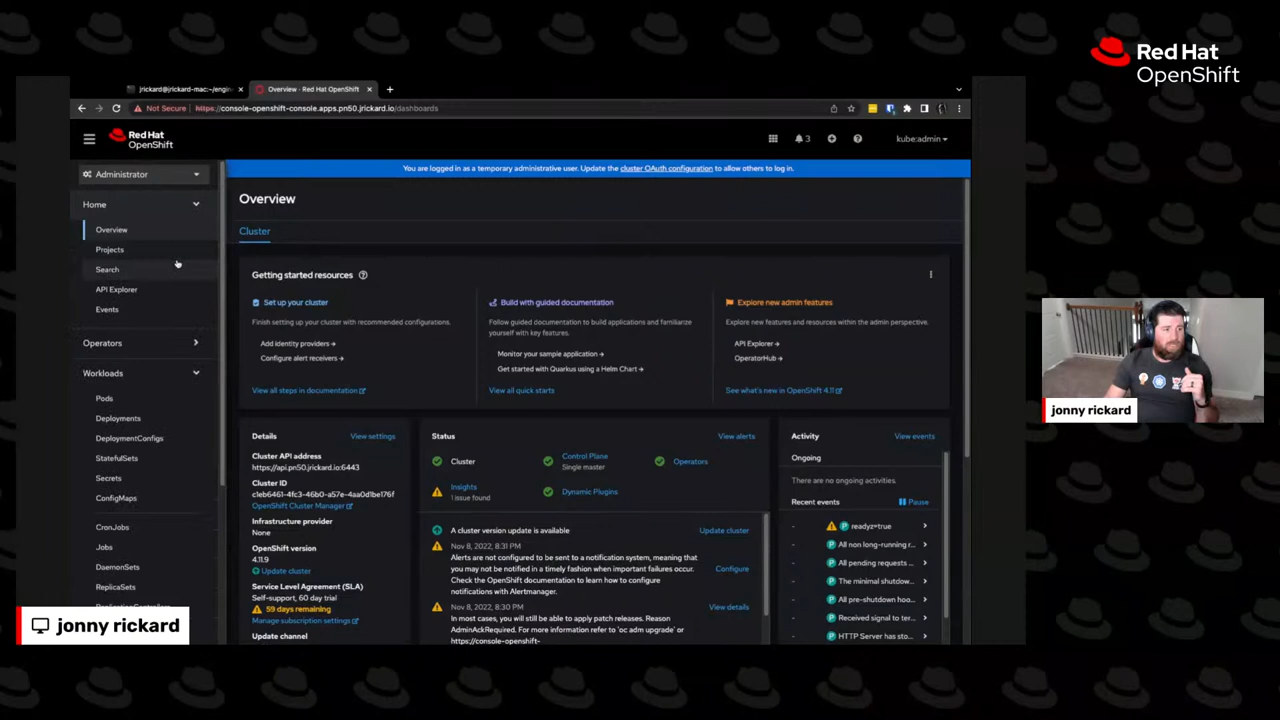 Red Hat
OpenShift
jrickard@jrickard-mac:~/engin
Overview · Red Hat OpenShift
Not Secure
https://console-openshift-console.apps.pn50.jrickard.io/dashboards
Red Hat
OpenShift
3
kube:admin
You are logged in as a temporary administrative user. Update the cluster OAuth configuration to allow others to log in.
Administrator
Home
Overview
Projects
Search
API Explorer
Events
Operators
Workloads
Pods
Deployments
DeploymentConfigs
StatefulSets
Secrets
ConfigMaps
CronJobs
Jobs
DaemonSets
ReplicaSets
Overview
Cluster
Getting started resources
Set up your cluster
Finish setting up your cluster with recommended configurations.
Add identity providers
Configure alert receivers
View all steps in documentation
Build with guided documentation
Follow guided documentation to build applications and familiarize
yourself with key features.
Monitor your sample application
Get started with Quarkus using a Helm Chart
View all quick starts
Explore new admin features
Explore new features and resources within the admin perspective.
API Explorer
OperatorHub
See what's new in OpenShift 4.11
Details
View settings
Cluster API address
https://api.pn50.jrickard.io:6443
Cluster ID
c1eb6461-4fc3-46b0-a57e-4aa0d1be176f
OpenShift Cluster Manager
Infrastructure provider
None
OpenShift version
4.11.9
Update cluster
Service Level Agreement (SLA)
Self-support, 60 day trial
59 days remaining
Manage subscription settings
Update channel
Status
View alerts
Cluster
Control Plane
Single master
Operators
Insights
1 issue found
Dynamic Plugins
A cluster version update is available
Update cluster
Nov 8, 2022, 8:31 PM
Alerts are not configured to be sent to a notification system, meaning that
you may not be notified in a timely fashion when important failures occur.
Check the OpenShift documentation to learn how to configure
notifications with Alertmanager.
Configure
Nov 8, 2022, 8:30 PM
View details
In most cases, you will still be able to apply patch releases. Reason
AdminAckRequired. For more information refer to 'oc adm upgrade' or
https://console-openshift-
Activity
View events
Ongoing
There are no ongoing activities.
Recent events
Pause
P readyz=true
P All non long-running r...
P All pending requests ...
P The minimal shutdow...
P All pre-shutdown hoo...
P Received signal to ter...
P HTTP Server has sto...
jonny rickard
jonny rickard